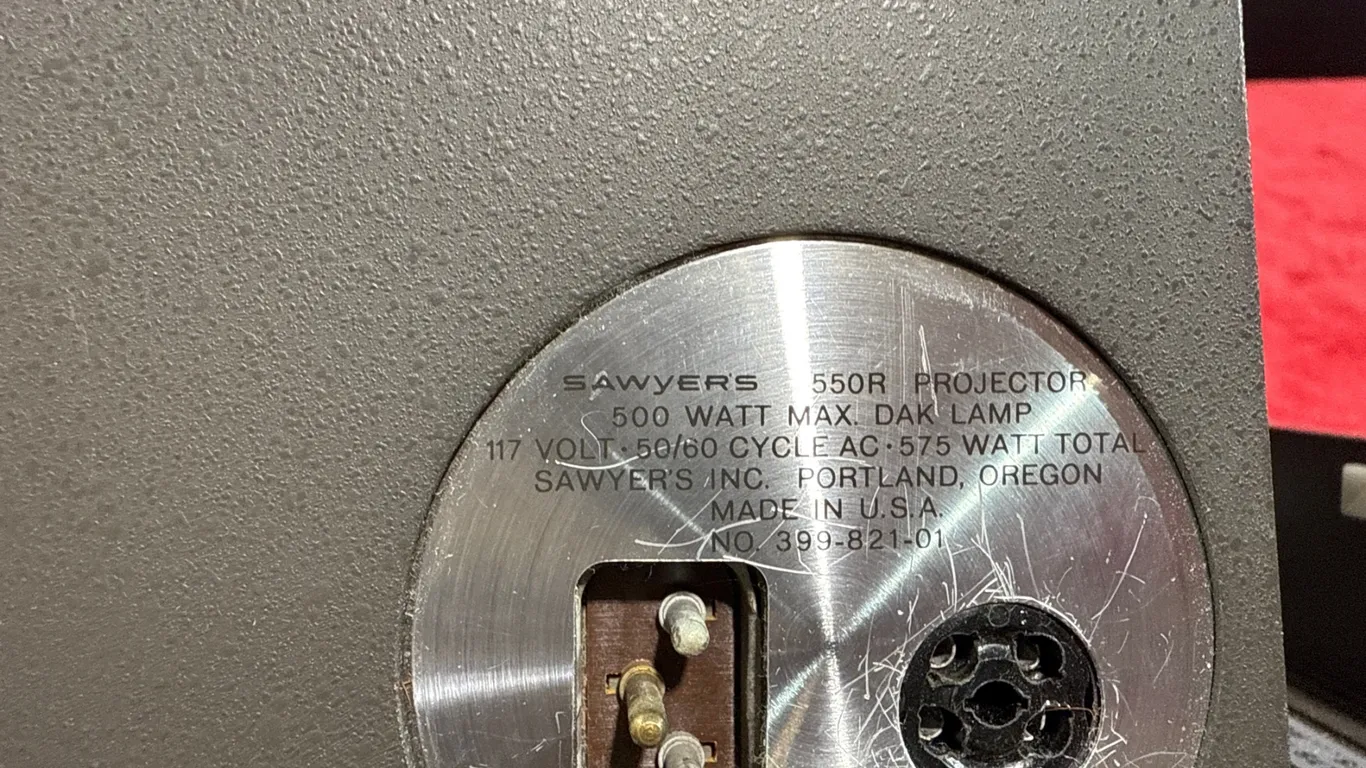 SAWYER'S 550R PROJECTOR
500 WATT MAX. DAK LAMP
117 VOLT · 50/60 CYCLE AC · 575 WATT TOTAL
SAWYER'S INC. PORTLAND, OREGON
MADE IN U.S.A.
NO. 399-821-01